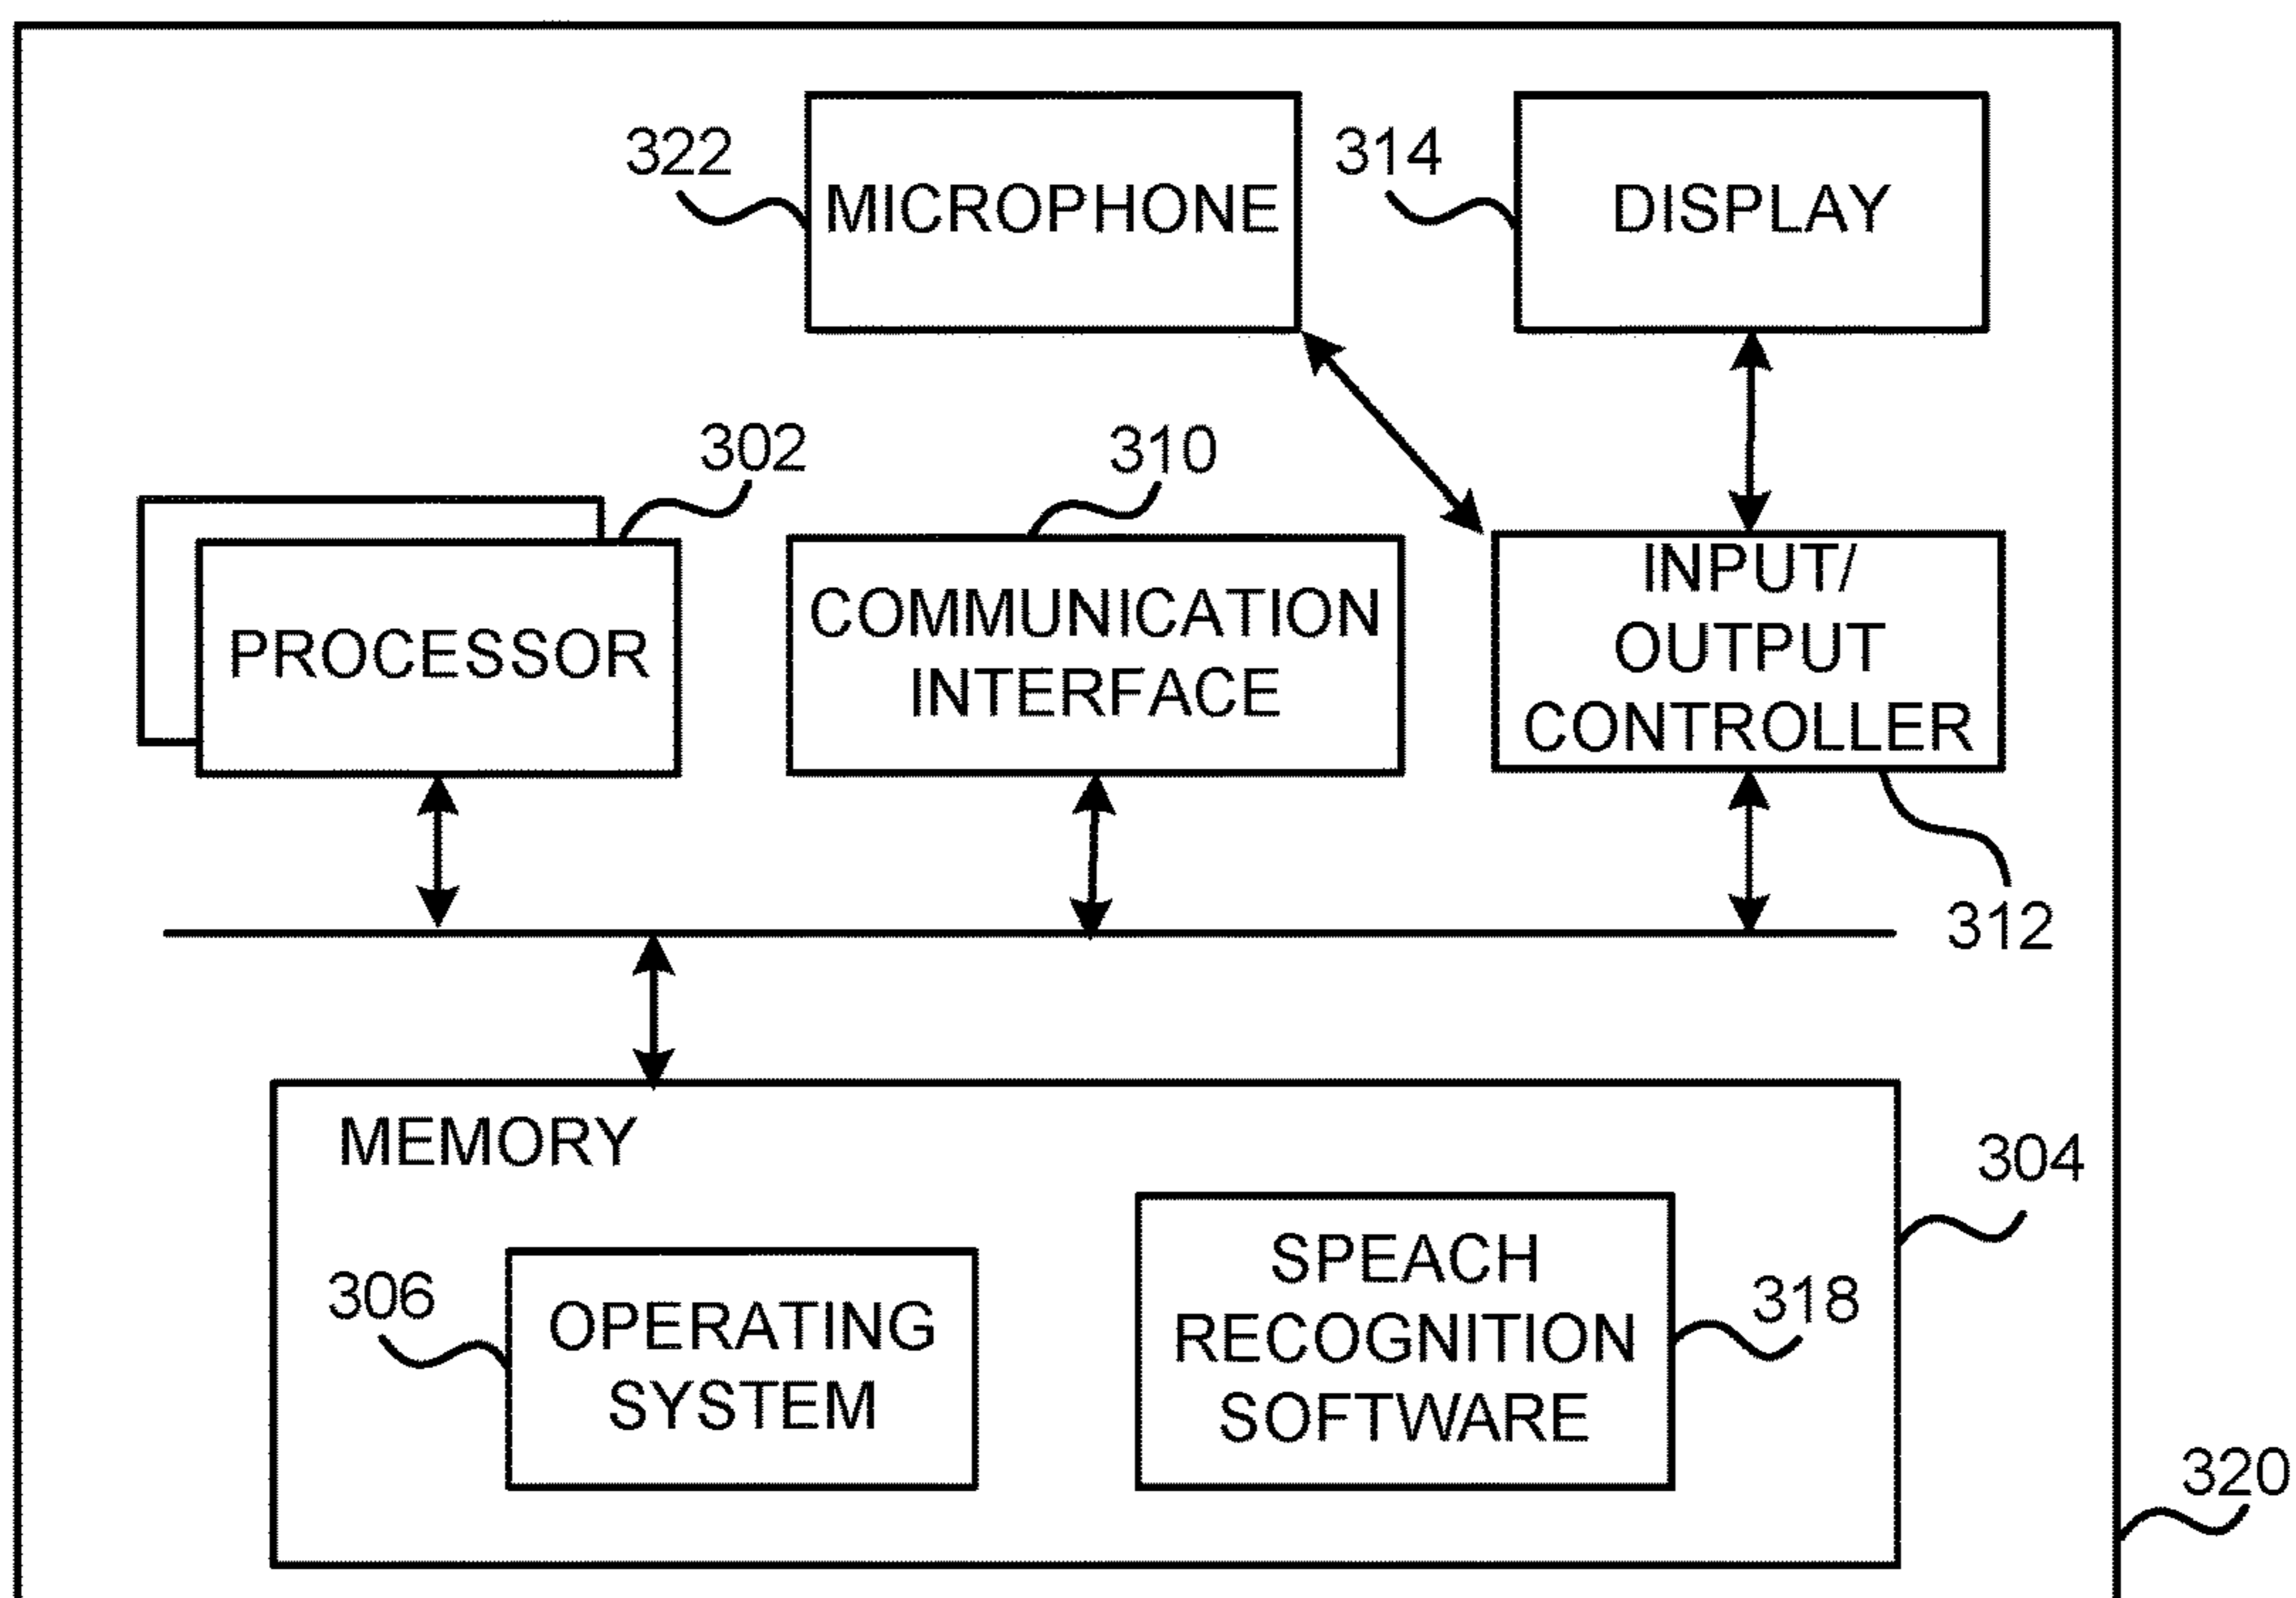 322
MICROPHONE
314
DISPLAY
302
PROCESSOR
310
COMMUNICATION
INTERFACE
INPUT/
OUTPUT
CONTROLLER
312
MEMORY
304
306
OPERATING
SYSTEM
SPEACH
RECOGNITION
SOFTWARE
318
320